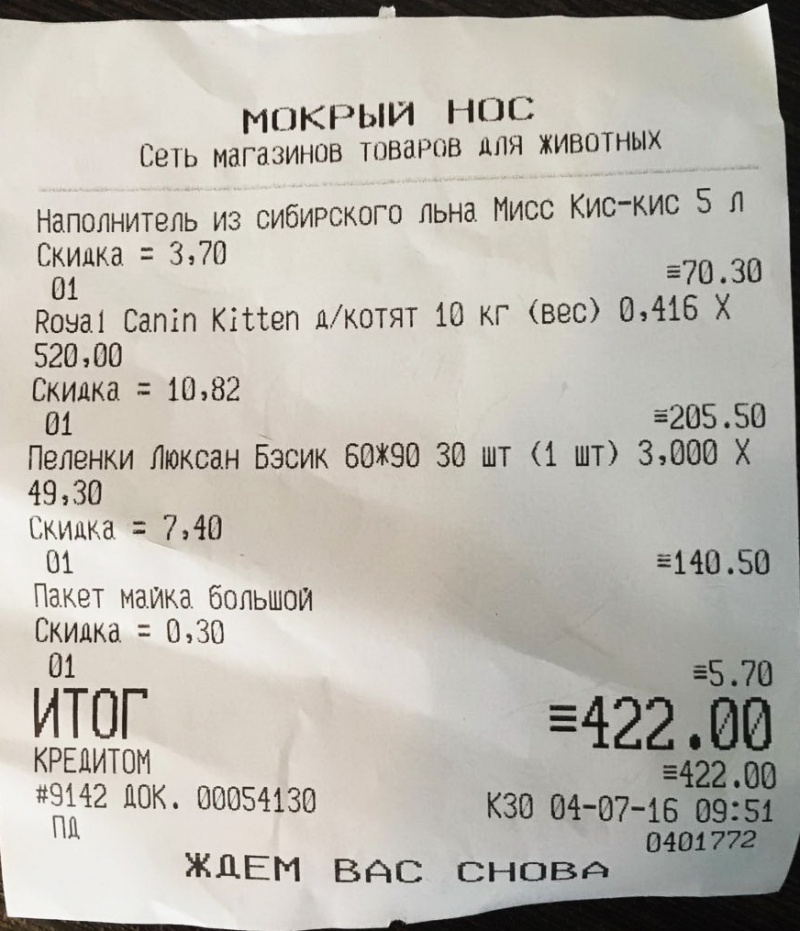 МОКРЫЙ НОС
Сеть магазинов товаров для животных
Наполнитель из сибирского льна Мисс Кис-кис 5 л
Скидка = 3,70
01 ≡70.30
Royal Canin Kitten д/котят 10 кг (вес) 0,416 X
520,00
Скидка = 10,82
01 ≡205.50
Пеленки Люксан Бэсик 60*90 30 шт (1 шт) 3,000 X
49,30
Скидка = 7,40
01 ≡140.50
Пакет майка большой
Скидка = 0,30
01 ≡5.70
ИТОГ ≡422.00
КРЕДИТОМ ≡422.00
#9142 ДОК. 00054130 К30 04-07-16 09:51
ПД 0401772
ЖДЕМ ВАС СНОВА